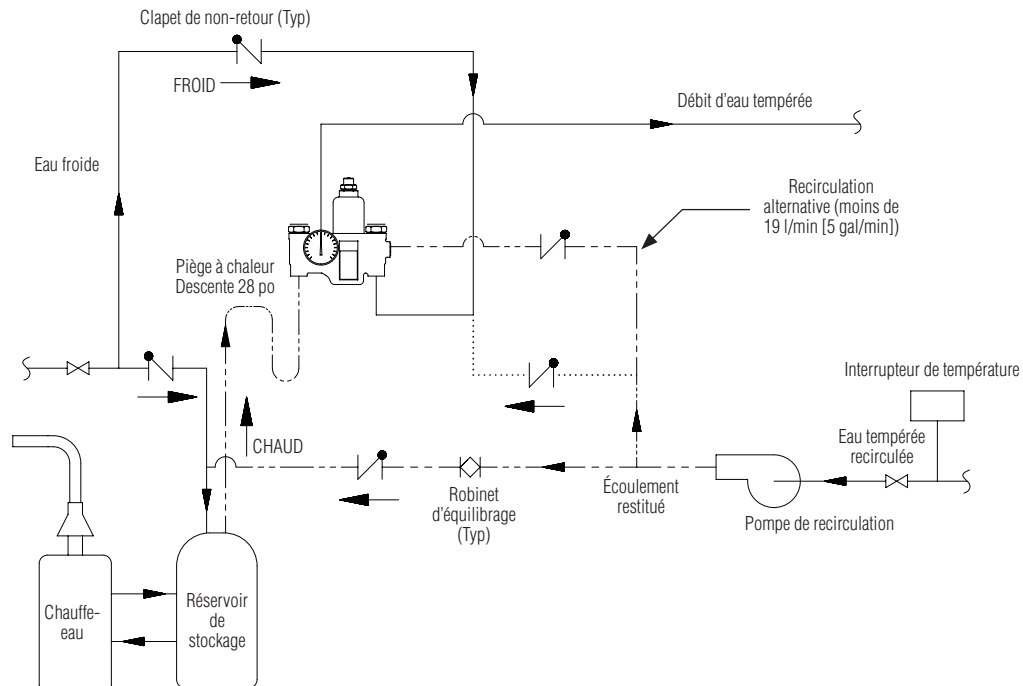 Clapet de non-retour (Typ)
FROID
Débit d'eau tempérée
Eau froide
Recirculation
alternative (moins de
19 l/min [5 gal/min])
Piège à chaleur
Descente 28 po
Interrupteur de température
Eau tempérée
recirculée
CHAUD
Robinet
d'équilibrage
(Typ)
Écoulement
restitué
Pompe de recirculation
Chauffe-
eau
Réservoir
de
stockage